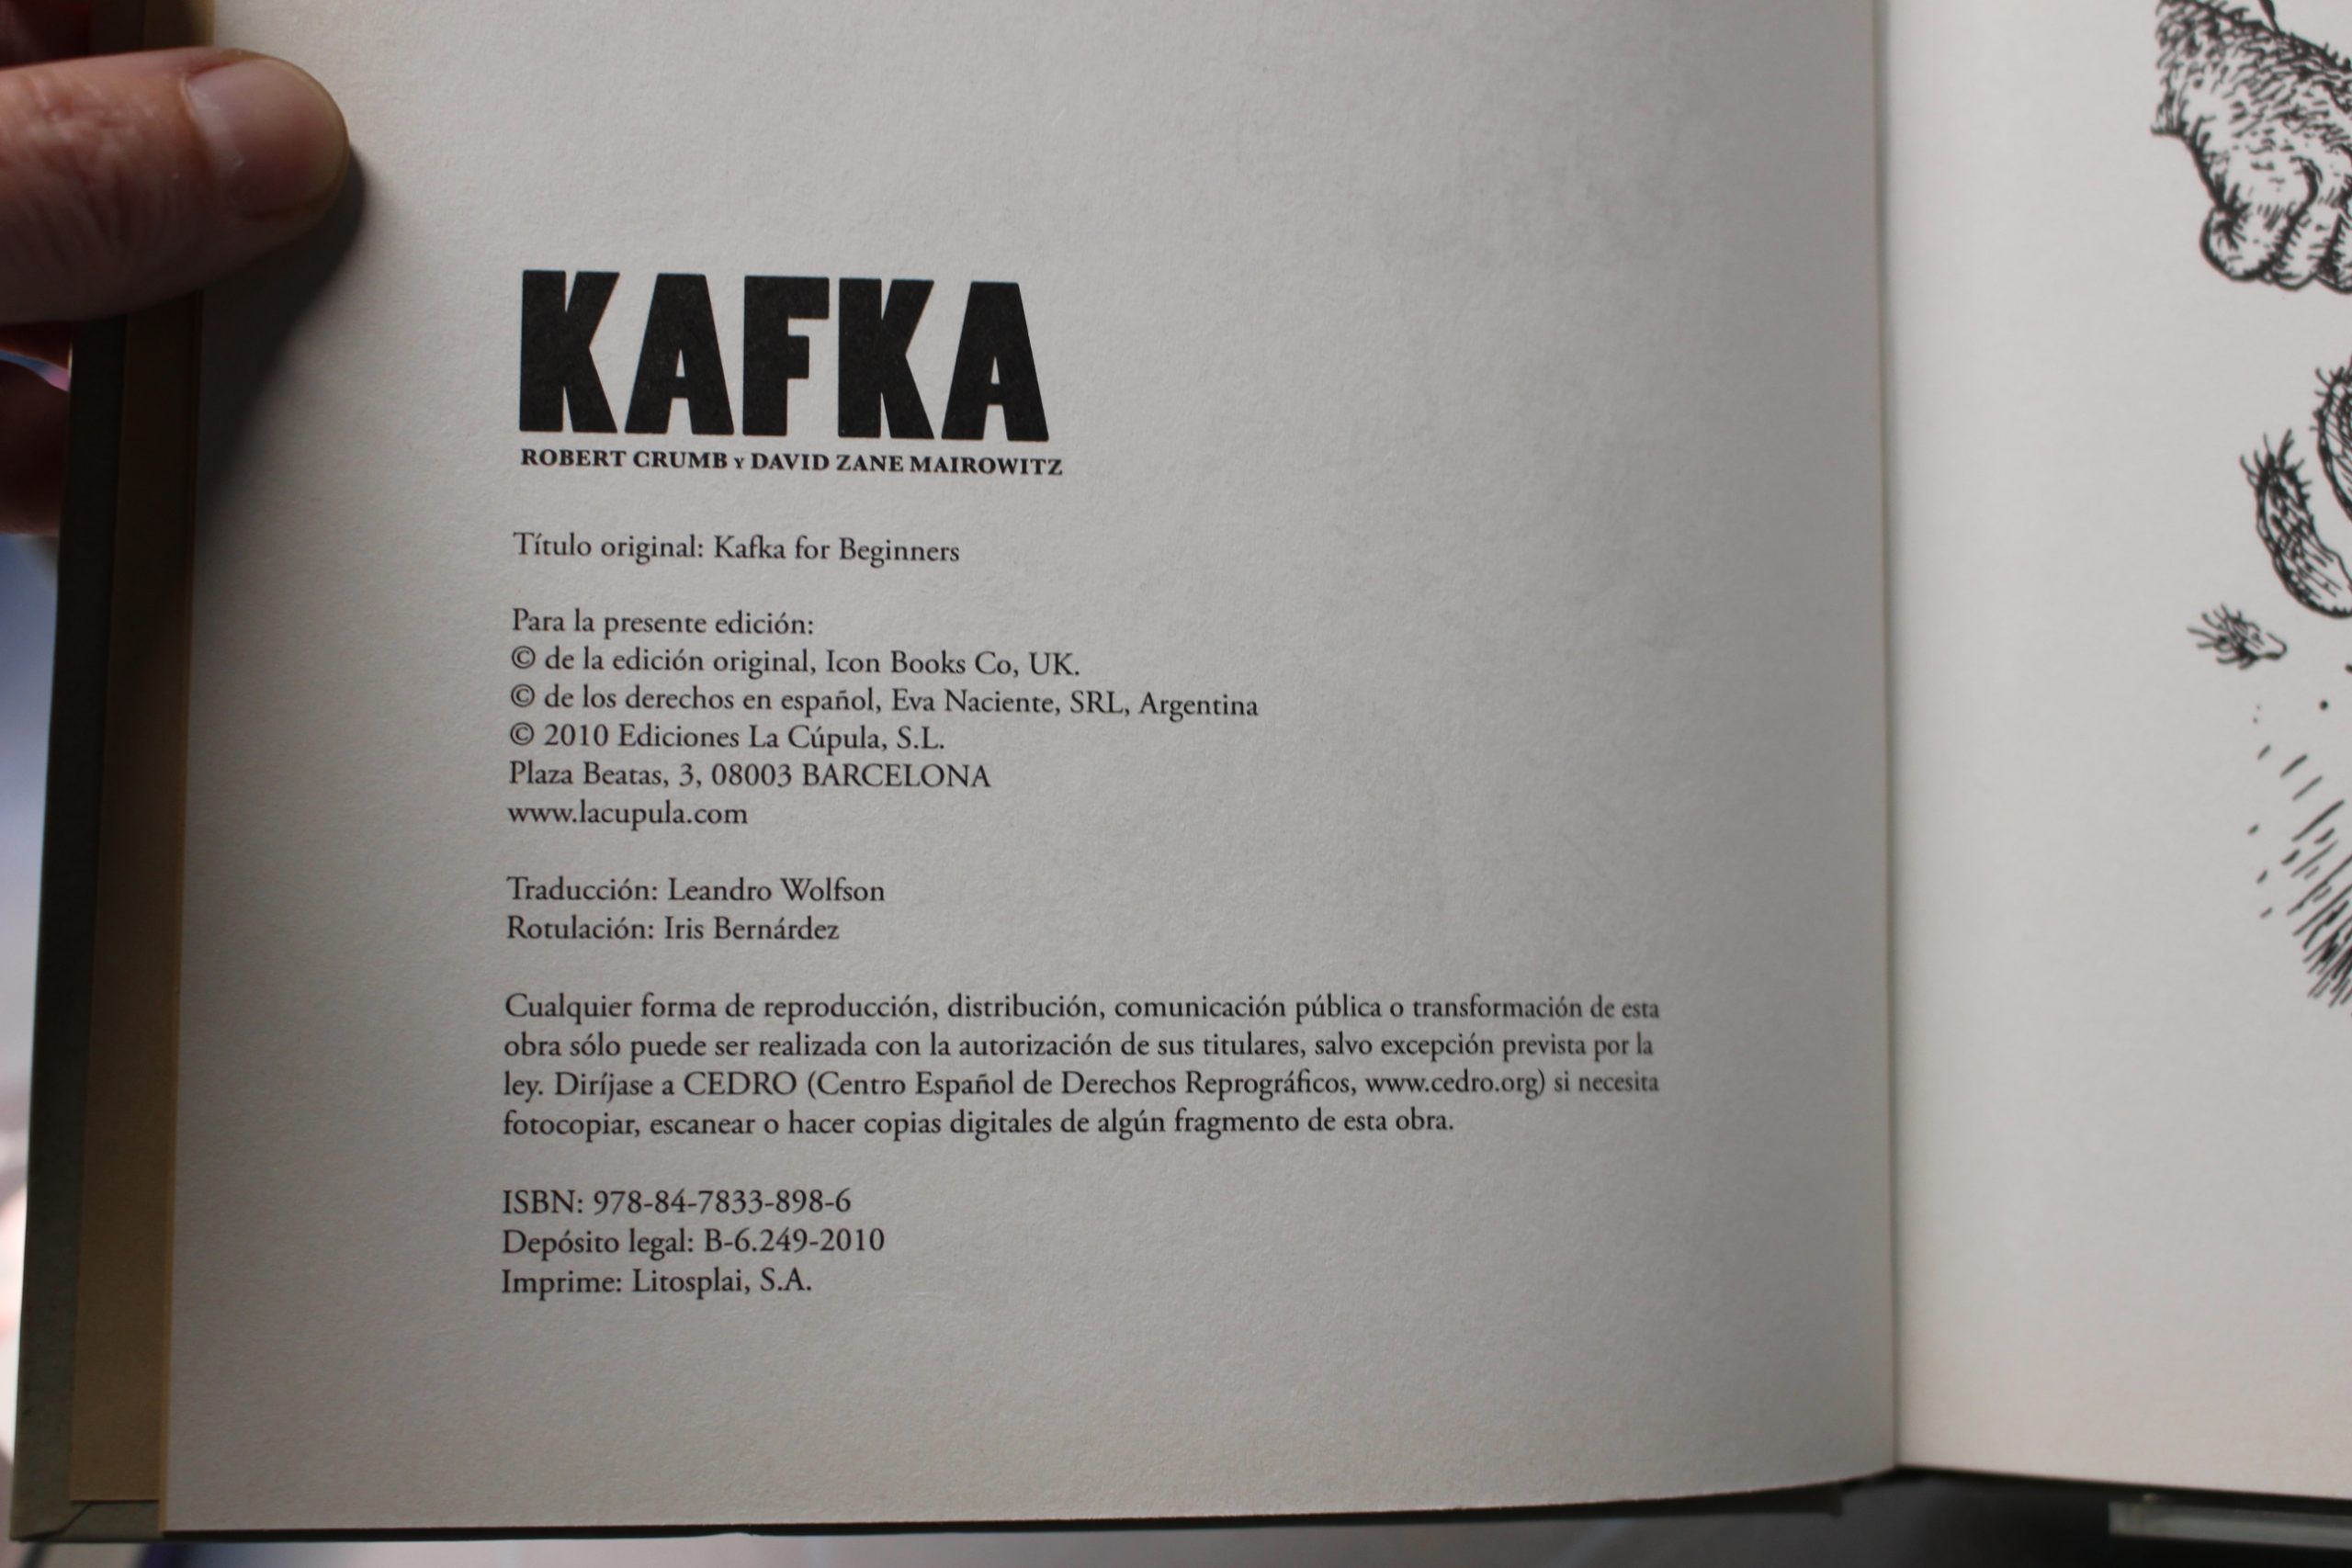 KAFKA
ROBERT CRUMB Y DAVID ZANE MAIROWITZ
Título original: Kafka for Beginners
Para la presente edición:
© de la edición original, Icon Books Co, UK.
© de los derechos en español, Eva Naciente, SRL, Argentina
© 2010 Ediciones La Cúpula, S.L.
Plaza Beatas, 3, 08003 BARCELONA
www.lacupula.com
Traducción: Leandro Wolfson
Rotulación: Iris Bernárdez
Cualquier forma de reproducción, distribución, comunicación pública o transformación de esta
obra sólo puede ser realizada con la autorización de sus titulares, salvo excepción prevista por la
ley. Diríjase a CEDRO (Centro Español de Derechos Reprográficos, www.cedro.org) si necesita
fotocopiar, escanear o hacer copias digitales de algún fragmento de esta obra.
ISBN: 978-84-7833-898-6
Depósito legal: B-6.249-2010
Imprime: Litosplai, S.A.